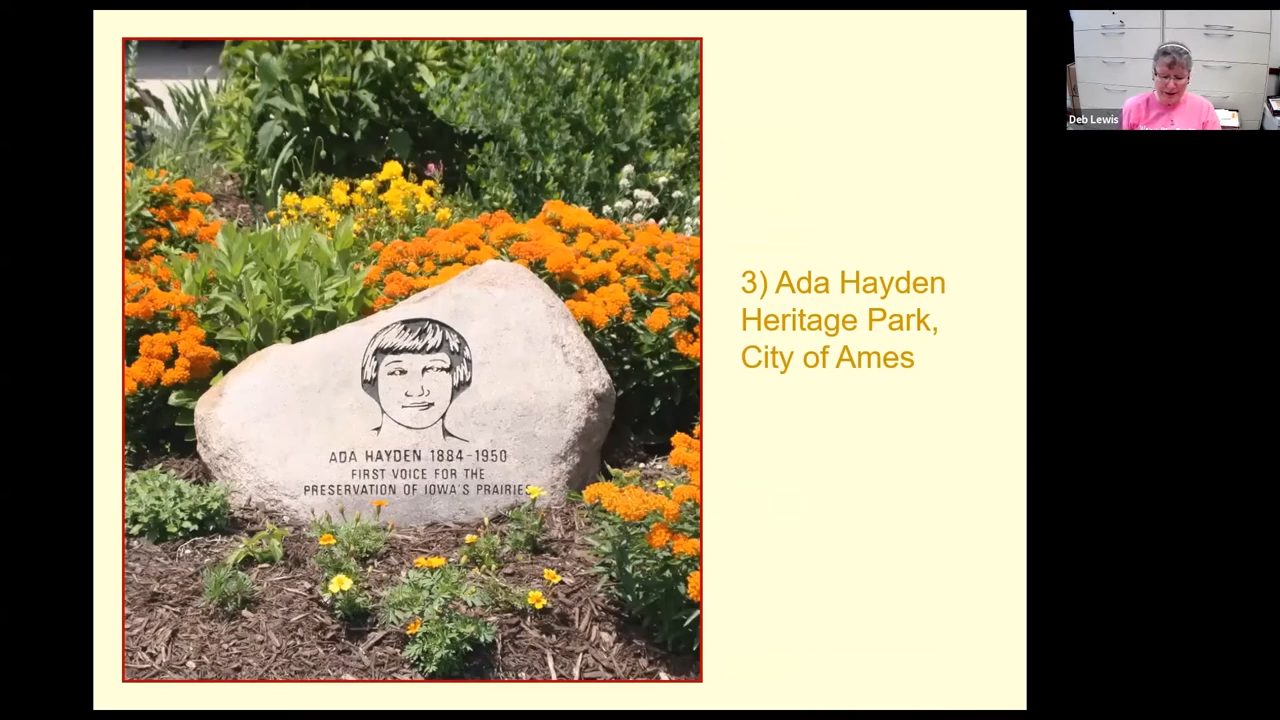 ADA HAYDEN 1884-1950
FIRST VOICE FOR THE
PRESERVATION OF IOWA'S PRAIRIES
3) Ada Hayden
Heritage Park,
City of Ames
Deb Lewis